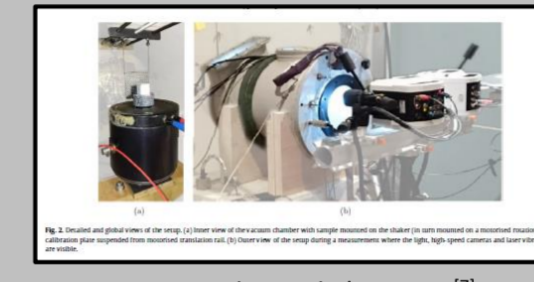 (a)
(b)
Fig. 2. Detailed and global views of the setup. (a) Inner view of the vacuum chamber with sample mounted on the shaker (in turn mounted on a motorised rotation
calibration plate suspended from motorised translation rail. (b) Outer view of the setup during a measurement where the light, high-speed cameras and laser
are visible.
[7]